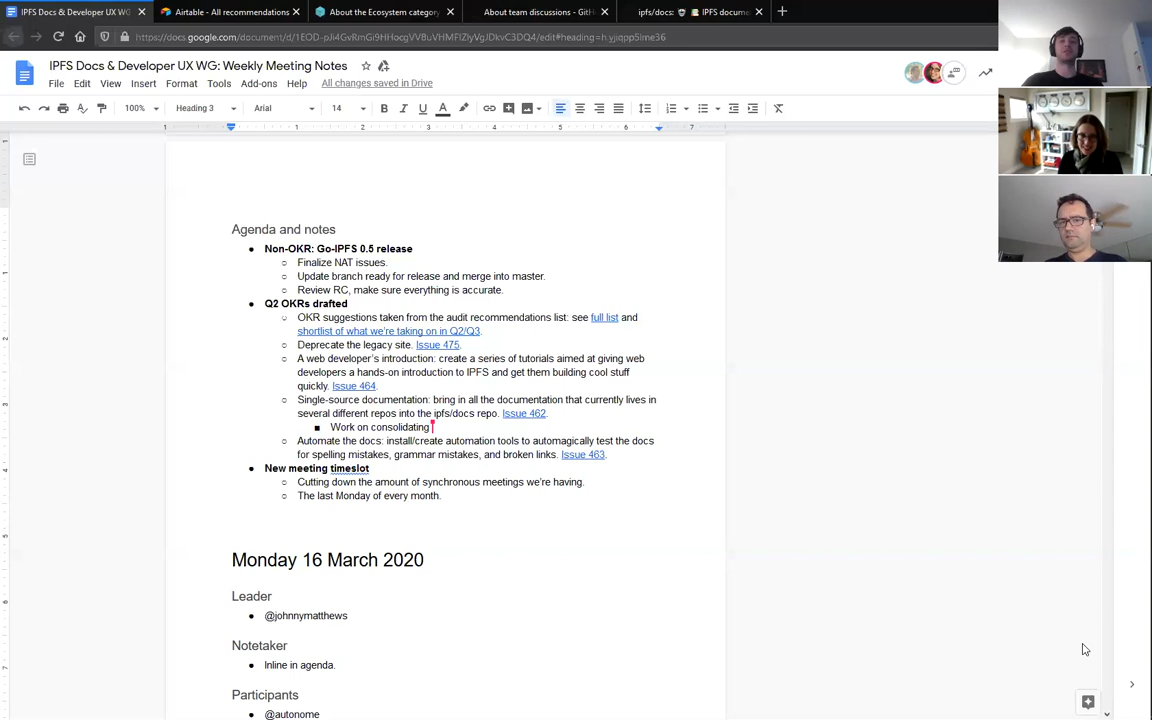 IPFS Docs & Developer UX WG
Airtable - All recommendations
About the Ecosystem category
About team discussions - GitH
ipfs/docs: IPFS docume
IPFS Docs & Developer UX WG: Weekly Meeting Notes
File Edit View Insert Format Tools Add-ons Help All changes saved in Drive
100% Heading 3 Arial 14
1 1 2 3 4 5 6 7
Agenda and notes
Non-OKR: Go-IPFS 0.5 release
Finalize NAT issues.
Update branch ready for release and merge into master.
Review RC, make sure everything is accurate.
Q2 OKRs drafted
OKR suggestions taken from the audit recommendations list: see full list and
shortlist of what we're taking on in Q2/Q3.
Deprecate the legacy site. Issue 475.
A web developer's introduction: create a series of tutorials aimed at giving web
developers a hands-on introduction to IPFS and get them building cool stuff
quickly. Issue 464.
Single-source documentation: bring in all the documentation that currently lives in
several different repos into the ipfs/docs repo. Issue 462.
Work on consolidating
Automate the docs: install/create automation tools to automagically test the docs
for spelling mistakes, grammar mistakes, and broken links. Issue 463.
New meeting timeslot
Cutting down the amount of synchronous meetings we're having.
The last Monday of every month.
Monday 16 March 2020
Leader
@johnnymatthews
Notetaker
Inline in agenda.
Participants
@autonome